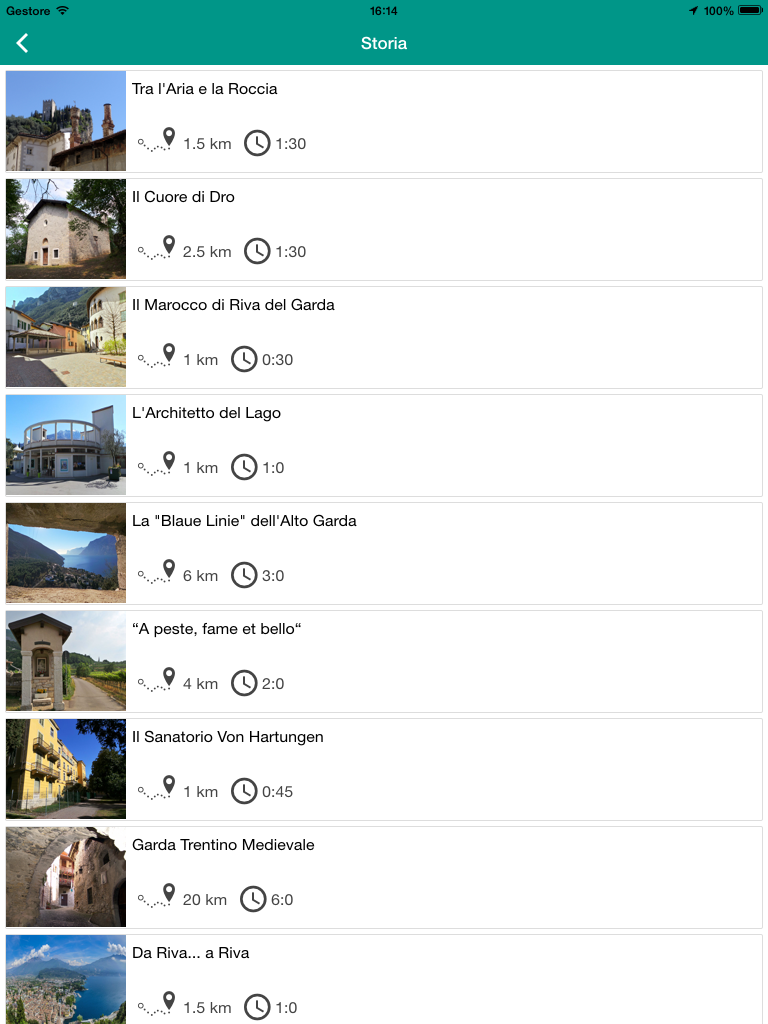 Gestore 16:14 100%
Storia
Tra l'Aria e la Roccia
1.5 km 1:30
Il Cuore di Dro
2.5 km 1:30
Il Marocco di Riva del Garda
1 km 0:30
L'Architetto del Lago
1 km 1:0
La "Blaue Linie" dell'Alto Garda
6 km 3:0
“A peste, fame et bello“
4 km 2:0
Il Sanatorio Von Hartungen
1 km 0:45
Garda Trentino Medievale
20 km 6:0
Da Riva... a Riva
1.5 km 1:0